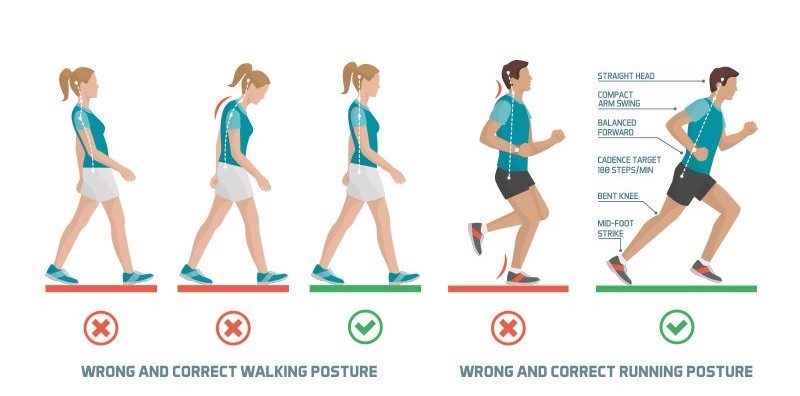 STRAIGHT HEAD
COMPACT
ARM SWING
BALANCED
FORWARD
CADENCE TARGET
180 STEPS/MIN
BENT KNEE
MID-FOOT
STRIKE
WRONG AND CORRECT WALKING POSTURE
WRONG AND CORRECT RUNNING POSTURE